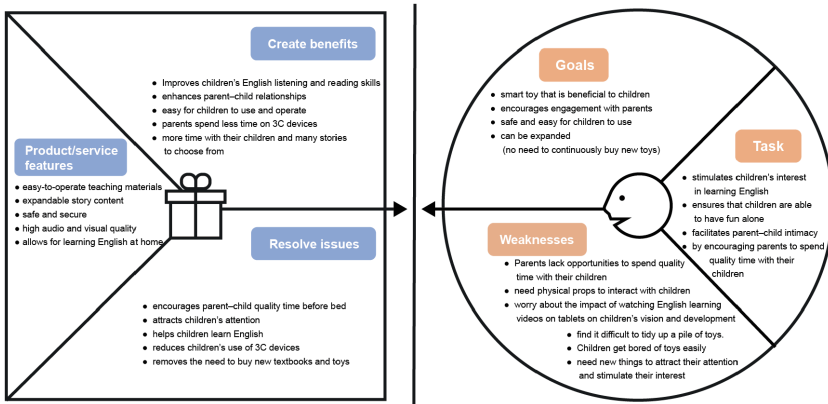 Create benefits
● Improves children's English listening and reading skills
● enhances parent–child relationships
● easy for children to use and operate
● parents spend less time on 3C devices
● more time with their children and many stories
to choose from
Product/service
features
● easy-to-operate teaching materials
● expandable story content
● safe and secure
● high audio and visual quality
● allows for learning English at home
Resolve issues
● encourages parent–child quality time before bed
● attracts children's attention
● helps children learn English
● reduces children's use of 3C devices
● removes the need to buy new textbooks and toys
Goals
● smart toy that is beneficial to children
● encourages engagement with parents
● safe and easy for children to use
● can be expanded
(no need to continuously buy new toys)
Task
● stimulates children's interest
in learning English
● ensures that children are able
to have fun alone
● facilitates parent–child intimacy
● by encouraging parents to spend
quality time with their
children
Weaknesses
● Parents lack opportunities to spend quality
time with their children
● need physical props to interact with children
● worry about the impact of watching English learning
videos on tablets on children's vision and development
● find it difficult to tidy up a pile of toys.
● Children get bored of toys easily
● need new things to attract their attention
and stimulate their interest